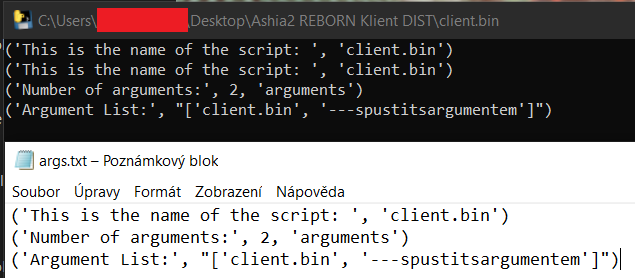 C:\Users\ \Desktop\Ashia2 REBORN Klient DIST\client.bin
('This is the name of the script: ', 'client.bin')
('This is the name of the script: ', 'client.bin')
('Number of arguments:', 2, 'arguments')
('Argument List:', "['client.bin', '---spustitsargumentem']")
args.txt – Poznámkový blok
Soubor Úpravy Formát Zobrazení Nápověda
('This is the name of the script: ', 'client.bin')
('Number of arguments:', 2, 'arguments')
('Argument List:', "['client.bin', '---spustitsargumentem']")